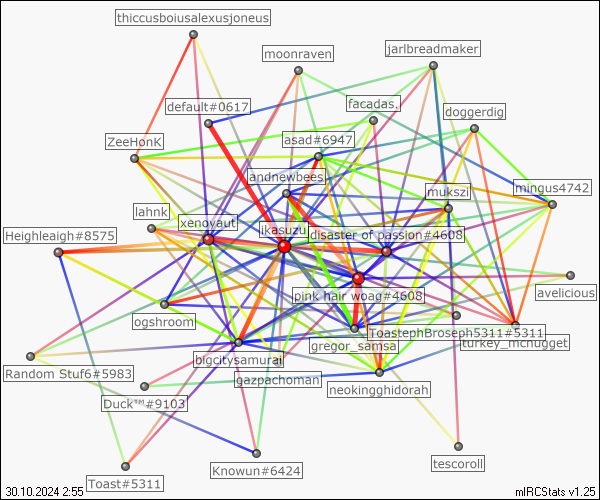 thiccusboiusalexusjoneus
moonraven
jarlbreadmaker
default#0617
facadas.
doggerdig
ZeeHonK
asad#6947
andnewbees
mukszi
mingus4742
lahnk
xenovaut
ikasuzu
disaster of passion#4608
Heighleaigh#8575
pink hair woag#4608
avelicious
ogshroom
ToastephBroseph5311#5311
turkey_mcnugget
gregor_samsa
bigcitysamurai
Random Stuf6#5983
gazpachoman
neokingghidorah
Duck™#9103
Toast#5311
Knowun#6424
tescoroll
30.10.2024 2:55
mIRCStats v1.25